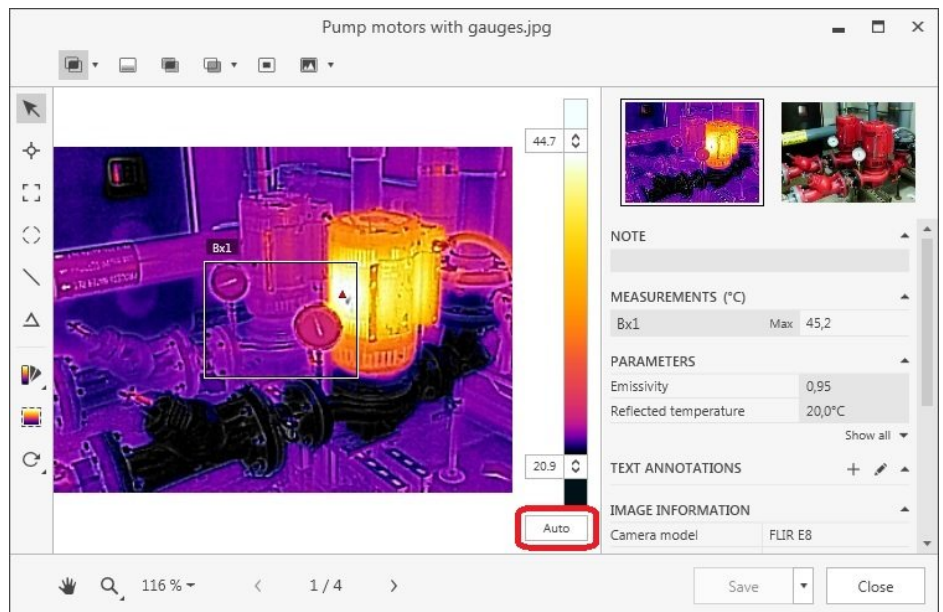 Pump motors with gauges.jpg
44.7
Bx1
20.9
Auto
NOTE
MEASUREMENTS (°C)
Bx1 Max 45,2
PARAMETERS
Emissivity 0,95
Reflected temperature 20,0°C
Show all
TEXT ANNOTATIONS
IMAGE INFORMATION
Camera model FLIR E8
116 % 1 / 4 Save Close